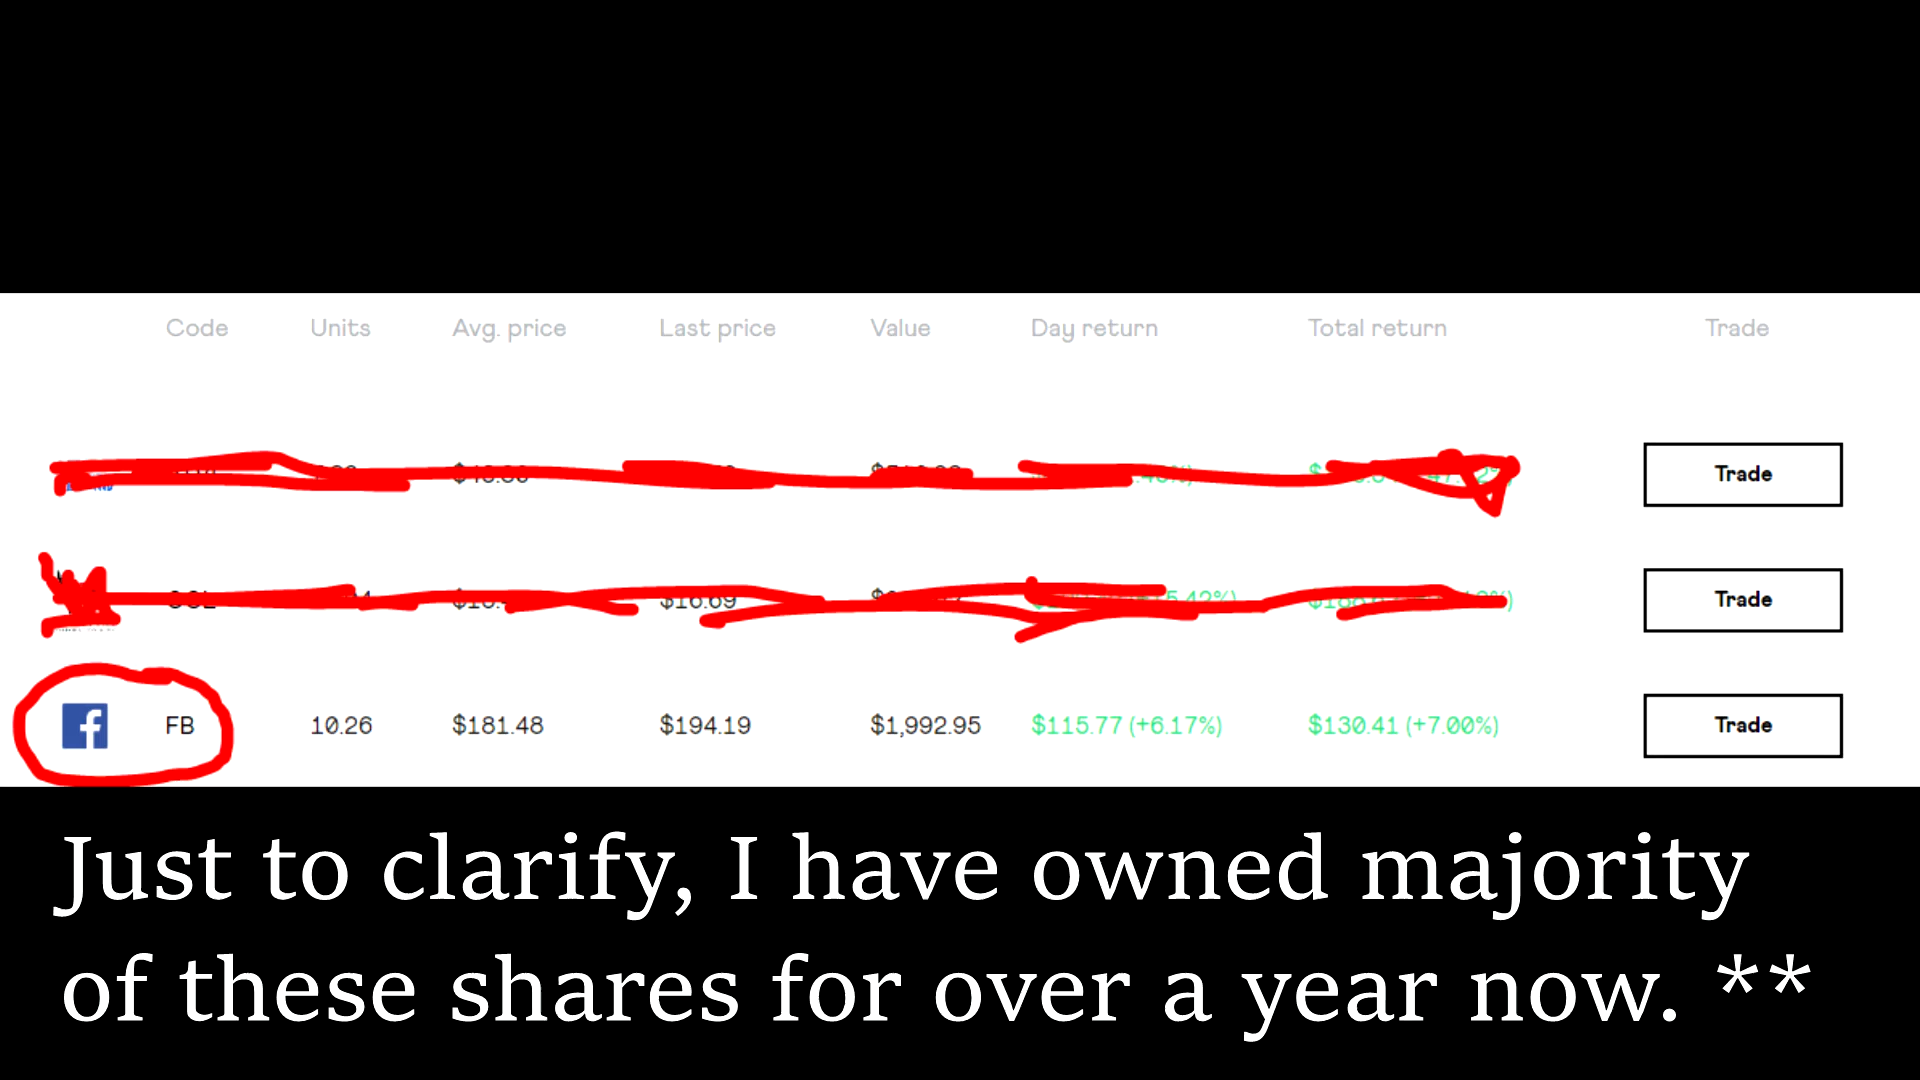 Code Units Avg. price Last price Value Day return Total return Trade
Trade
$16.69 Trade
FB 10.26 $181.48 $194.19 $1,992.95 $115.77 (+6.17%) $130.41 (+7.00%) Trade
Just to clarify, I have owned majority
of these shares for over a year now. **